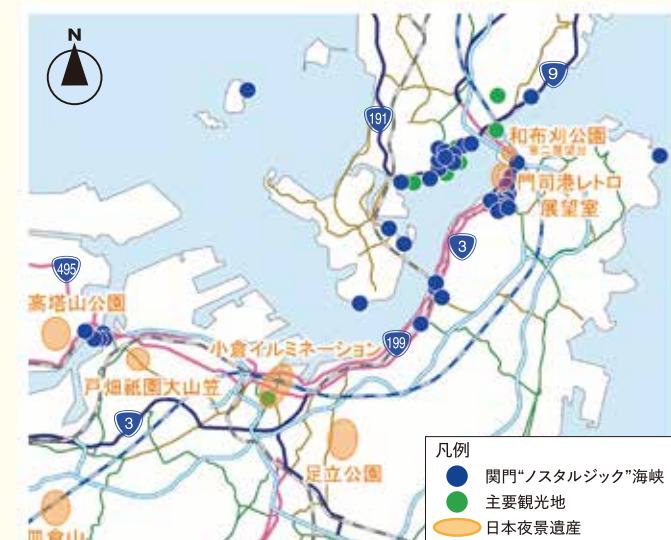 N
9
191
和布刈公園
第二展望台
門司港レトロ
展望室
3
495
高塔山公園
小倉イルミネーション
199
戸畑祇園大山笠
3
足立公園
皿倉山
凡例
関門“ノスタルジック”海峡
主要観光地
日本夜景遺産